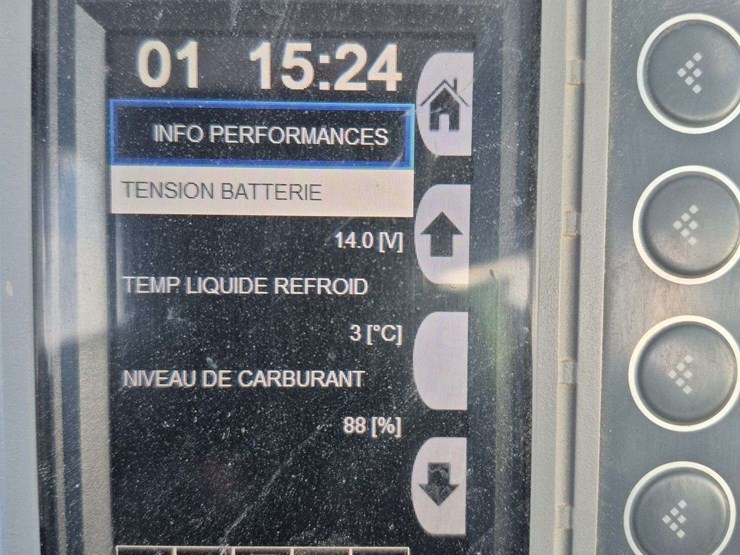 01 15:24
INFO PERFORMANCES
TENSION BATTERIE
14.0 [V]
TEMP LIQUIDE REFROID
3 [°C]
NIVEAU DE CARBURANT
88 [%]